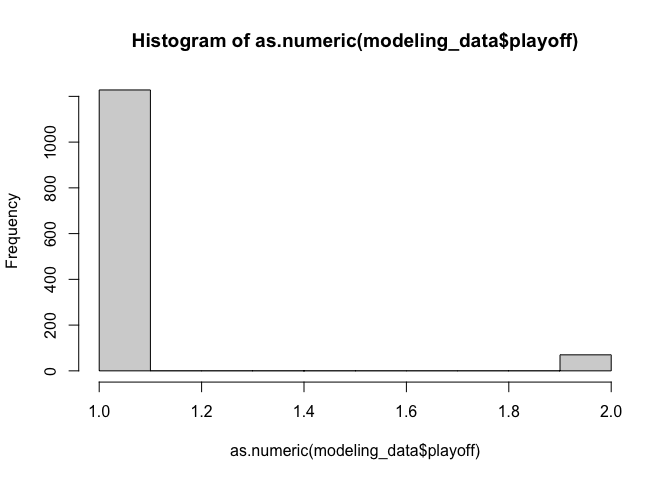 Histogram of as.numeric(modeling_data$playoff)
Frequency
1000
800
600
400
200
0
1.0 1.2 1.4 1.6 1.8 2.0
as.numeric(modeling_data$playoff)